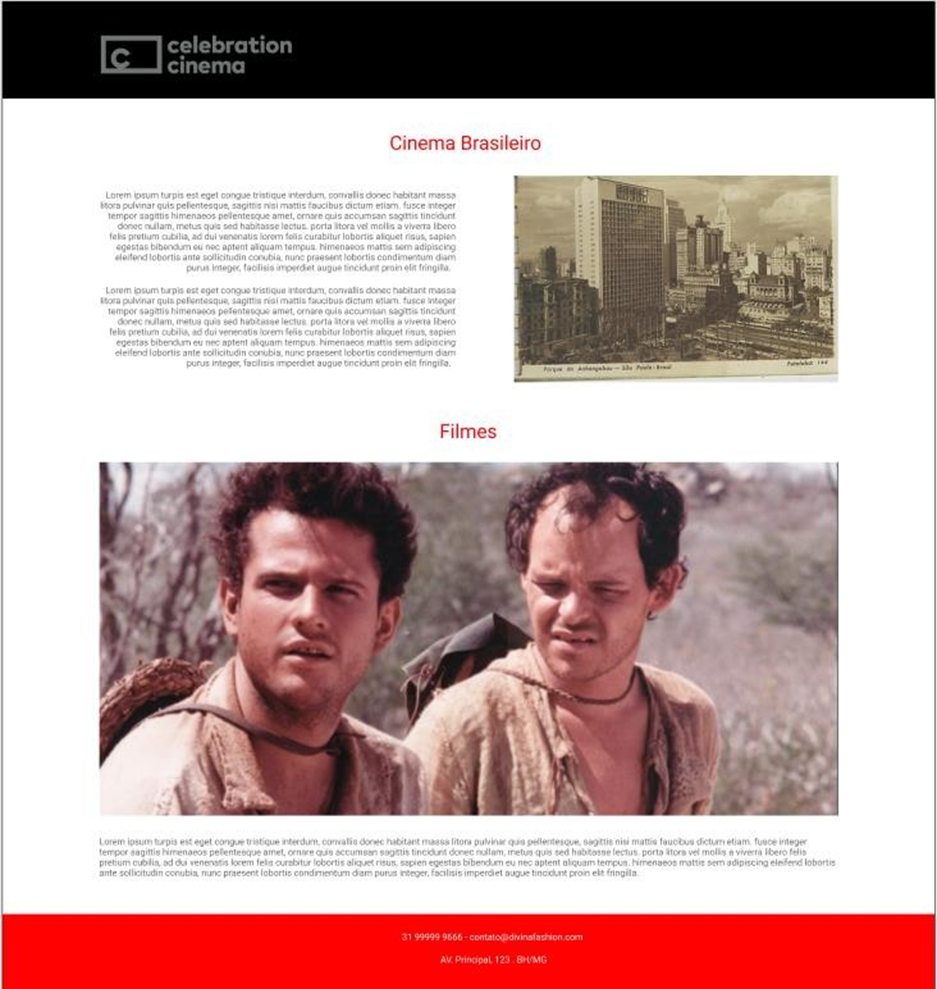 celebration
cinema
Cinema Brasileiro
Lorem ipsum turpis est eget congue tristique interdum, convallis donec habitant massa
litora pulvinar quis pellentesque, sagittis nisi mattis faucibus dictum etiam. fusce integer
tempor sagittis himenaeos pellentesque amet, ornare quis accumsan sagittis tincidunt
donec nullam, metus quis sed habitasse lectus. porta litora vel mollis a viverra libero
felis pretium cubilia, ad dui venenatis lorem felis curabitur lobortis aliquet risus, sapien
egestas bibendum eu nec aptent aliquam tempus. himenaeos mattis sem adipiscing
eleifend lobortis ante sollicitudin conubia, nunc praesent lobortis condimentum diam
purus integer, facilisis imperdiet augue tincidunt proin elit fringilla.
Lorem ipsum turpis est eget congue tristique interdum, convallis donec habitant massa
litora pulvinar quis pellentesque, sagittis nisi mattis faucibus dictum etiam. fusce integer
tempor sagittis himenaeos pellentesque amet, ornare quis accumsan sagittis tincidunt
donec nullam, metus quis sed habitasse lectus. porta litora vel mollis a viverra libero
felis pretium cubilia, ad dui venenatis lorem felis curabitur lobortis aliquet risus, sapien
egestas bibendum eu nec aptent aliquam tempus. himenaeos mattis sem adipiscing
eleifend lobortis ante sollicitudin conubia, nunc praesent lobortis condimentum diam
purus integer, facilisis imperdiet augue tincidunt proin elit fringilla.
Parque do Anhangabau — São Paulo - Brasil
Filmes
Lorem ipsum turpis est eget congue tristique interdum, convallis donec habitant massa litora pulvinar quis pellentesque, sagittis nisi mattis faucibus dictum etiam. fusce integer
tempor sagittis himenaeos pellentesque amet, ornare quis accumsan sagittis tincidunt donec nullam, metus quis sed habitasse lectus. porta litora vel mollis a viverra libero felis
pretium cubilia, ad dui venenatis lorem felis curabitur lobortis aliquet risus, sapien egestas bibendum eu nec aptent aliquam tempus. himenaeos mattis sem adipiscing eleifend lobortis
ante sollicitudin conubia, nunc praesent lobortis condimentum diam purus integer, facilisis imperdiet augue tincidunt proin elit fringilla.
31 99999 9666 - contato@divinafashion.com
AV. Principal, 123 . BH/MG